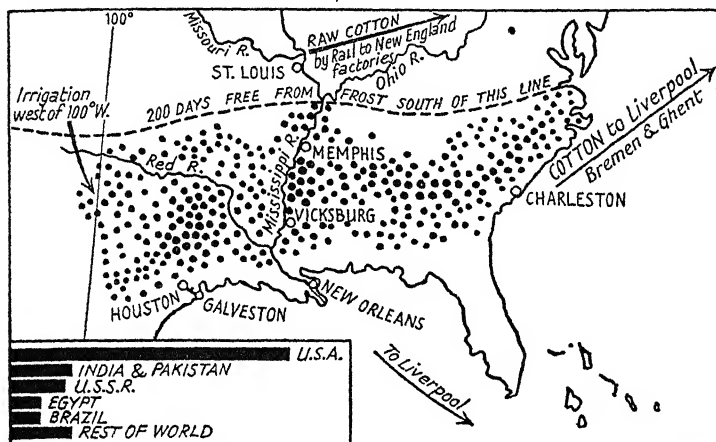 100°
Missouri R.
RAW COTTON
by Rail to New England
factories
Ohio R.
ST. LOUIS
Irrigation
west of 100°W.
200 DAYS FREE FROM FROST SOUTH OF THIS LINE
COTTON to Liverpool
Bremen & Ghent
Red R.
Mississippi R.
MEMPHIS
VICKSBURG
CHARLESTON
HOUSTON
GALVESTON
NEW ORLEANS
To Liverpool
U.S.A.
INDIA & PAKISTAN
U.S.S.R.
EGYPT
BRAZIL
REST OF WORLD